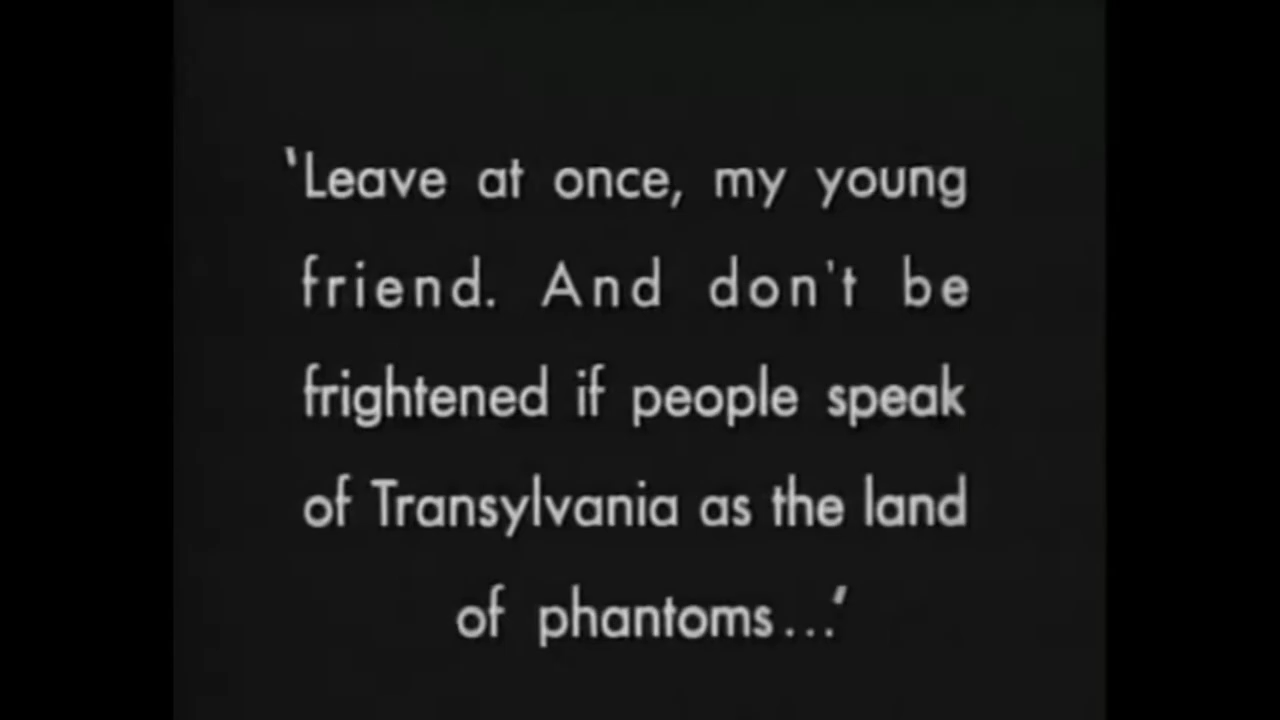 ‘Leave at once, my young
friend. And don't be
frightened if people speak
of Transylvania as the land
of phantoms...’